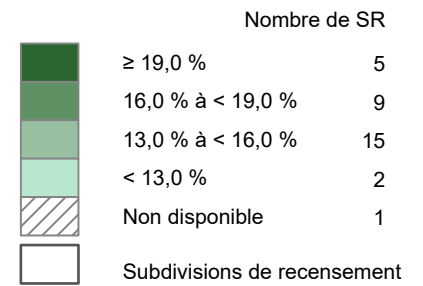 Nombre de SR
≥ 19,0 % 5
16,0 % à < 19,0 % 9
13,0 % à < 16,0 % 15
< 13,0 % 2
Non disponible 1
Subdivisions de recensement